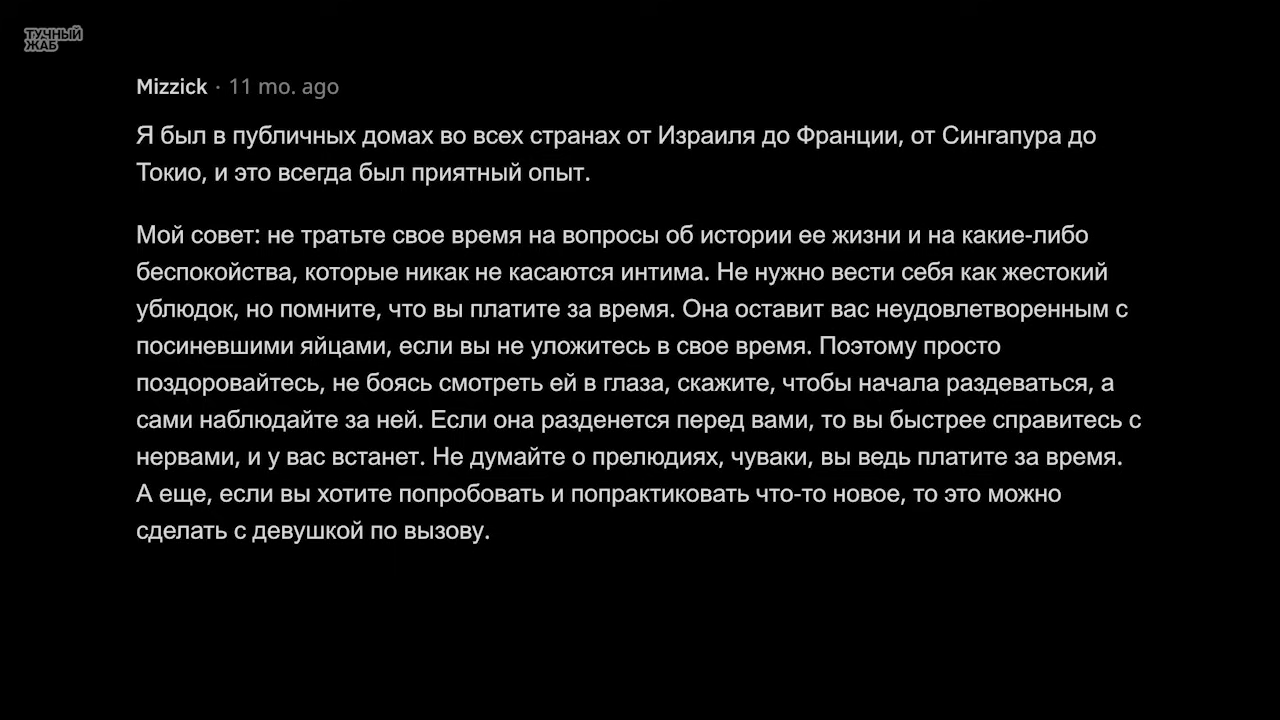 ТУЧНЫЙ
ЖАБ
Mizzick · 11 mo. ago
Я был в публичных домах во всех странах от Израиля до Франции, от Сингапура до
Токио, и это всегда был приятный опыт.
Мой совет: не тратьте свое время на вопросы об истории ее жизни и на какие-либо
беспокойства, которые никак не касаются интима. Не нужно вести себя как жестокий
ублюдок, но помните, что вы платите за время. Она оставит вас неудовлетворенным с
посиневшими яйцами, если вы не уложитесь в свое время. Поэтому просто
поздоровайтесь, не боясь смотреть ей в глаза, скажите, чтобы начала раздеваться, а
сами наблюдайте за ней. Если она разденется перед вами, то вы быстрее справитесь с
нервами, и у вас встанет. Не думайте о прелюдиях, чуваки, вы ведь платите за время.
А еще, если вы хотите попробовать и попрактиковать что-то новое, то это можно
сделать с девушкой по вызову.